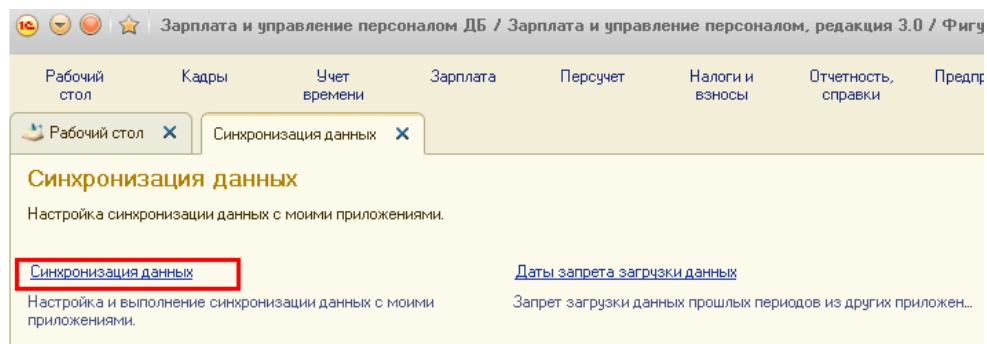 1С Зарплата и управление персоналом ДБ / Зарплата и управление персоналом, редакция 3.0 / Фигу
Рабочий стол Кадры Учет времени Зарплата Персучет Налоги и взносы Отчетность, справки Предпр
Рабочий стол Синхронизация данных
Синхронизация данных
Настройка синхронизации данных с моими приложениями.
Синхронизация данных Даты запрета загрузки данных
Настройка и выполнение синхронизации данных с моими приложениями. Запрет загрузки данных прошлых периодов из других приложен...